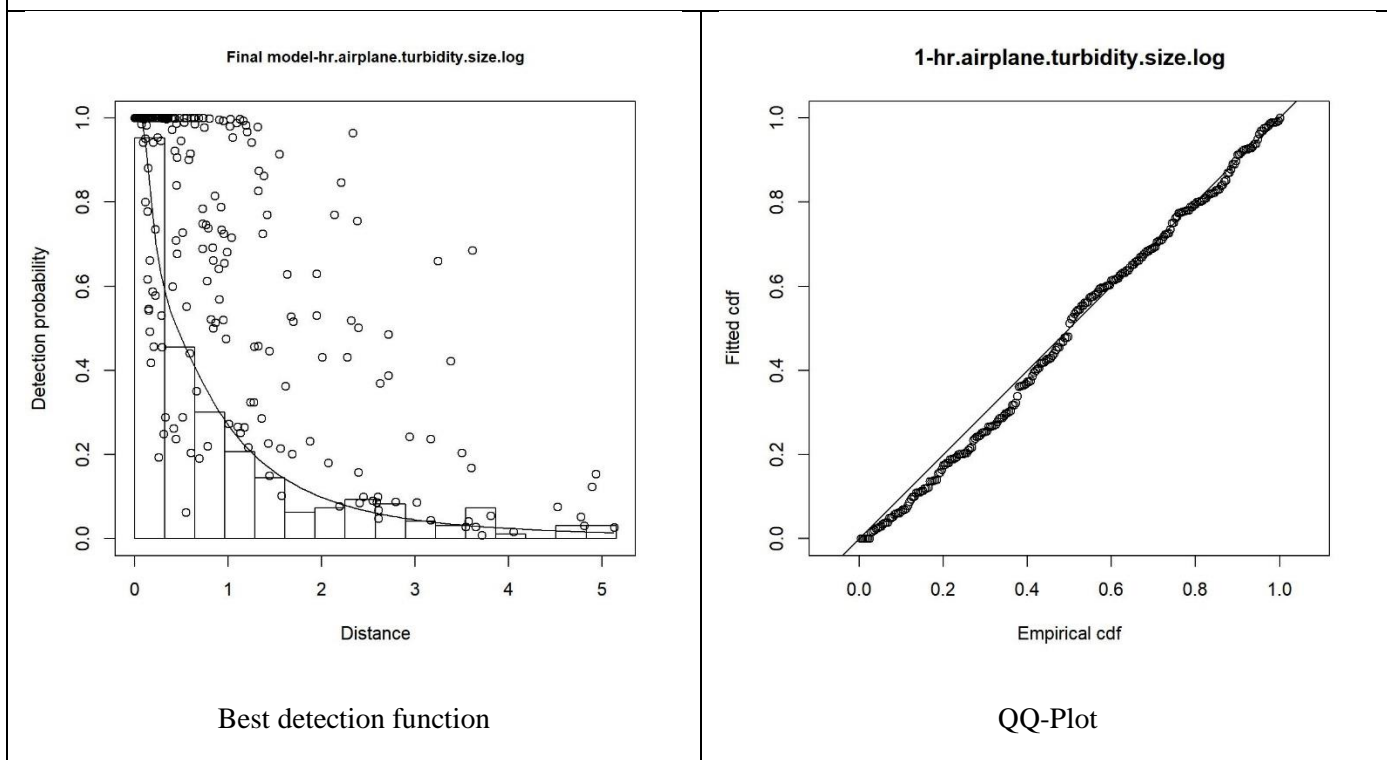 Final model-hr.airplane.turbidity.size.log
1.0
0.8
0.6
0.4
0.2
0.0
Detection probability
0 1 2 3 4 5
Distance
Best detection function
1-hr.airplane.turbidity.size.log
1.0
0.8
0.6
0.4
0.2
0.0
Fitted cdf
0.0 0.2 0.4 0.6 0.8 1.0
Empirical cdf
QQ-Plot